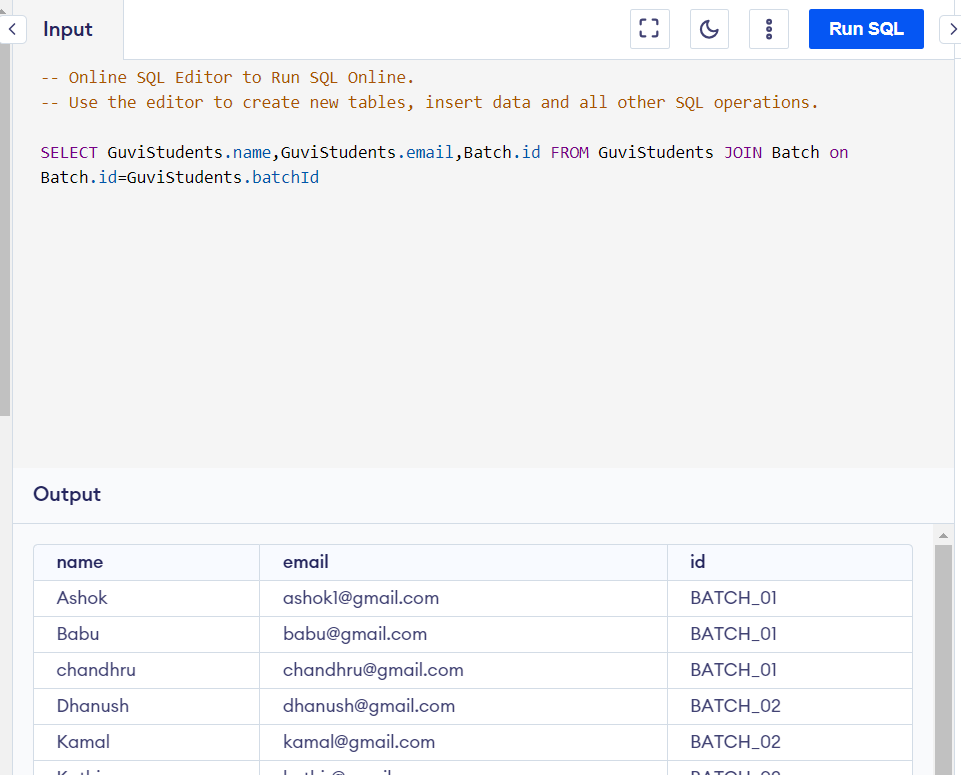 Input
Run SQL
-- Online SQL Editor to Run SQL Online.
-- Use the editor to create new tables, insert data and all other SQL operations.
SELECT GuviStudents.name,GuviStudents.email,Batch.id FROM GuviStudents JOIN Batch on
Batch.id=GuviStudents.batchId
Output
name email id
Ashok ashok1@gmail.com BATCH_01
Babu babu@gmail.com BATCH_01
chandhru chandhru@gmail.com BATCH_01
Dhanush dhanush@gmail.com BATCH_02
Kamal kamal@gmail.com BATCH_02